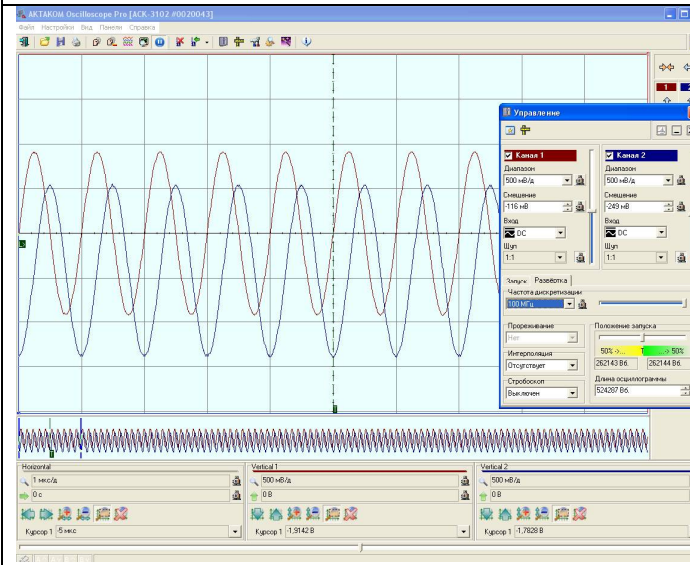 AKTAKOM Oscilloscope Pro [АСК-3102 #0020043]
Файл Настройки Вид Панели Справка
1
Управление
Канал 1 Канал 2
Диапазон Диапазон
500 мВ/д 500 мВ/д
Смещение Смещение
-116 мВ -249 мВ
Вход Вход
DC DC
Щуп Щуп
1:1 1:1
Запуск Развёртка
Частота дискретизации
100 МГц
Прореживание Положение запуска
Нет
50% <-... T ...-> 50%
Интерполяция
Отсутствует 262143 Вб. 262144 Вб.
Стробоскоп Длина осциллограммы
Выключен 524287 Вб.
T
Horizontal Vertical 1 Vertical 2
1 мкс/д 500 мВ/д 500 мВ/д
0 с 0 В 0 В
Курсор 1 -5 мкс Курсор 1 -1,9142 В Курсор 1 -1,7828 В